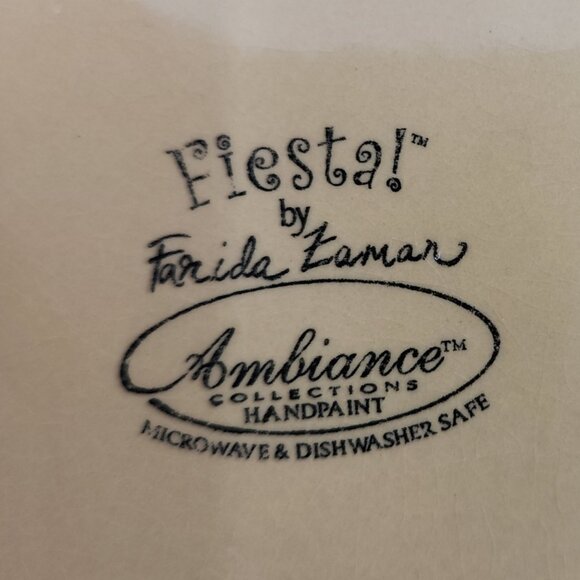 Fiesta!™
by
Farida Zaman
Ambiance™
COLLECTIONS
HANDPAINT
MICROWAVE & DISHWASHER SAFE